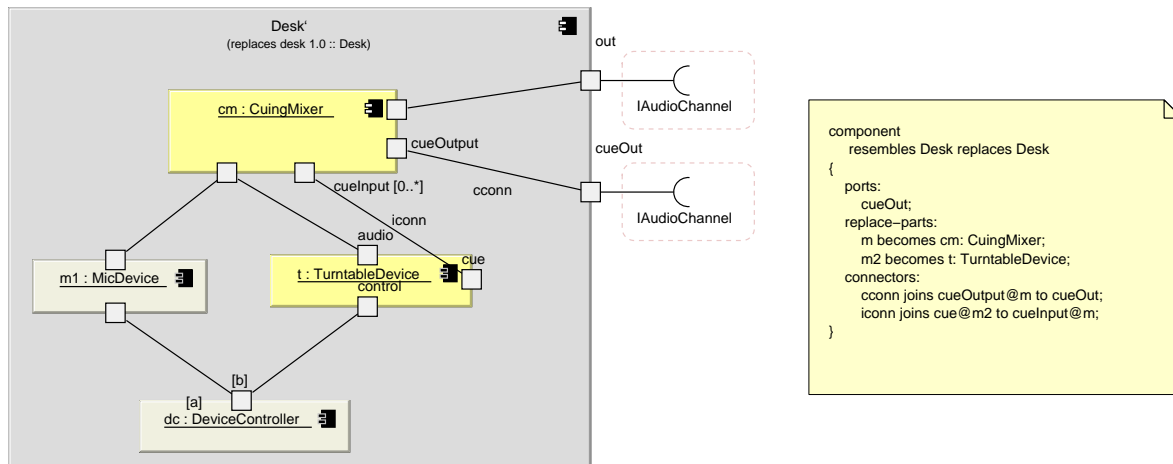 Desk‘
(replaces desk 1.0 :: Desk)
out
IAudioChannel
cm : CuingMixer
cueOutput
cueOut
cueInput [0..*]
cconn
IAudioChannel
iconn
audio
cue
m1 : MicDevice
t : TurntableDevice
control
[b]
[a]
dc : DeviceController
component
resembles Desk replaces Desk
{
ports:
cueOut;
replace−parts:
m becomes cm: CuingMixer;
m2 becomes t: TurntableDevice;
connectors:
cconn joins cueOutput@m to cueOut;
iconn joins cue@m2 to cueInput@m;
}